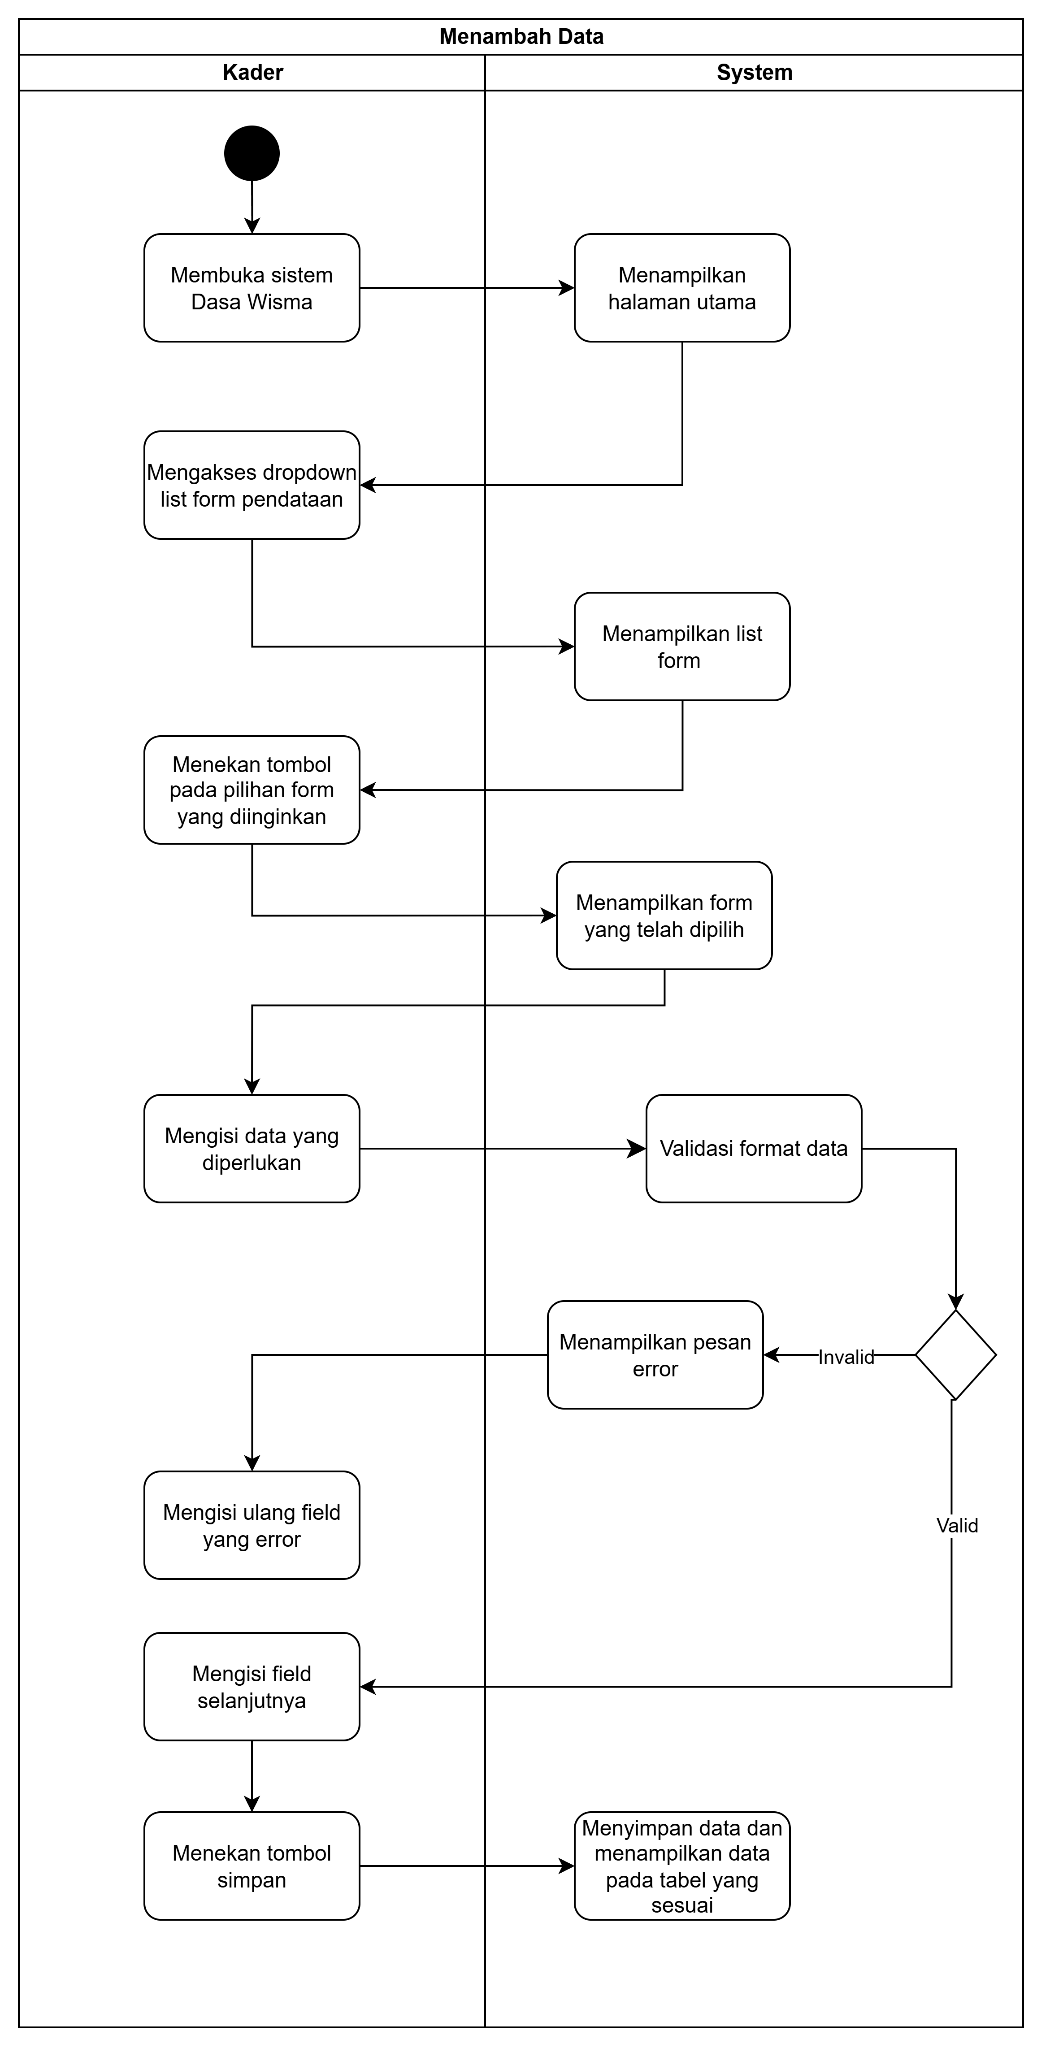 Menambah Data
Kader
System
Membuka sistem
Dasa Wisma
Menampilkan
halaman utama
Mengakses dropdown
list form pendataan
Menampilkan list
form
Menekan tombol
pada pilihan form
yang diinginkan
Menampilkan form
yang telah dipilih
Mengisi data yang
diperlukan
Validasi format data
Menampilkan pesan
error
Invalid
Mengisi ulang field
yang error
Valid
Mengisi field
selanjutnya
Menekan tombol
simpan
Menyimpan data dan
menampilkan data
pada tabel yang
sesuai